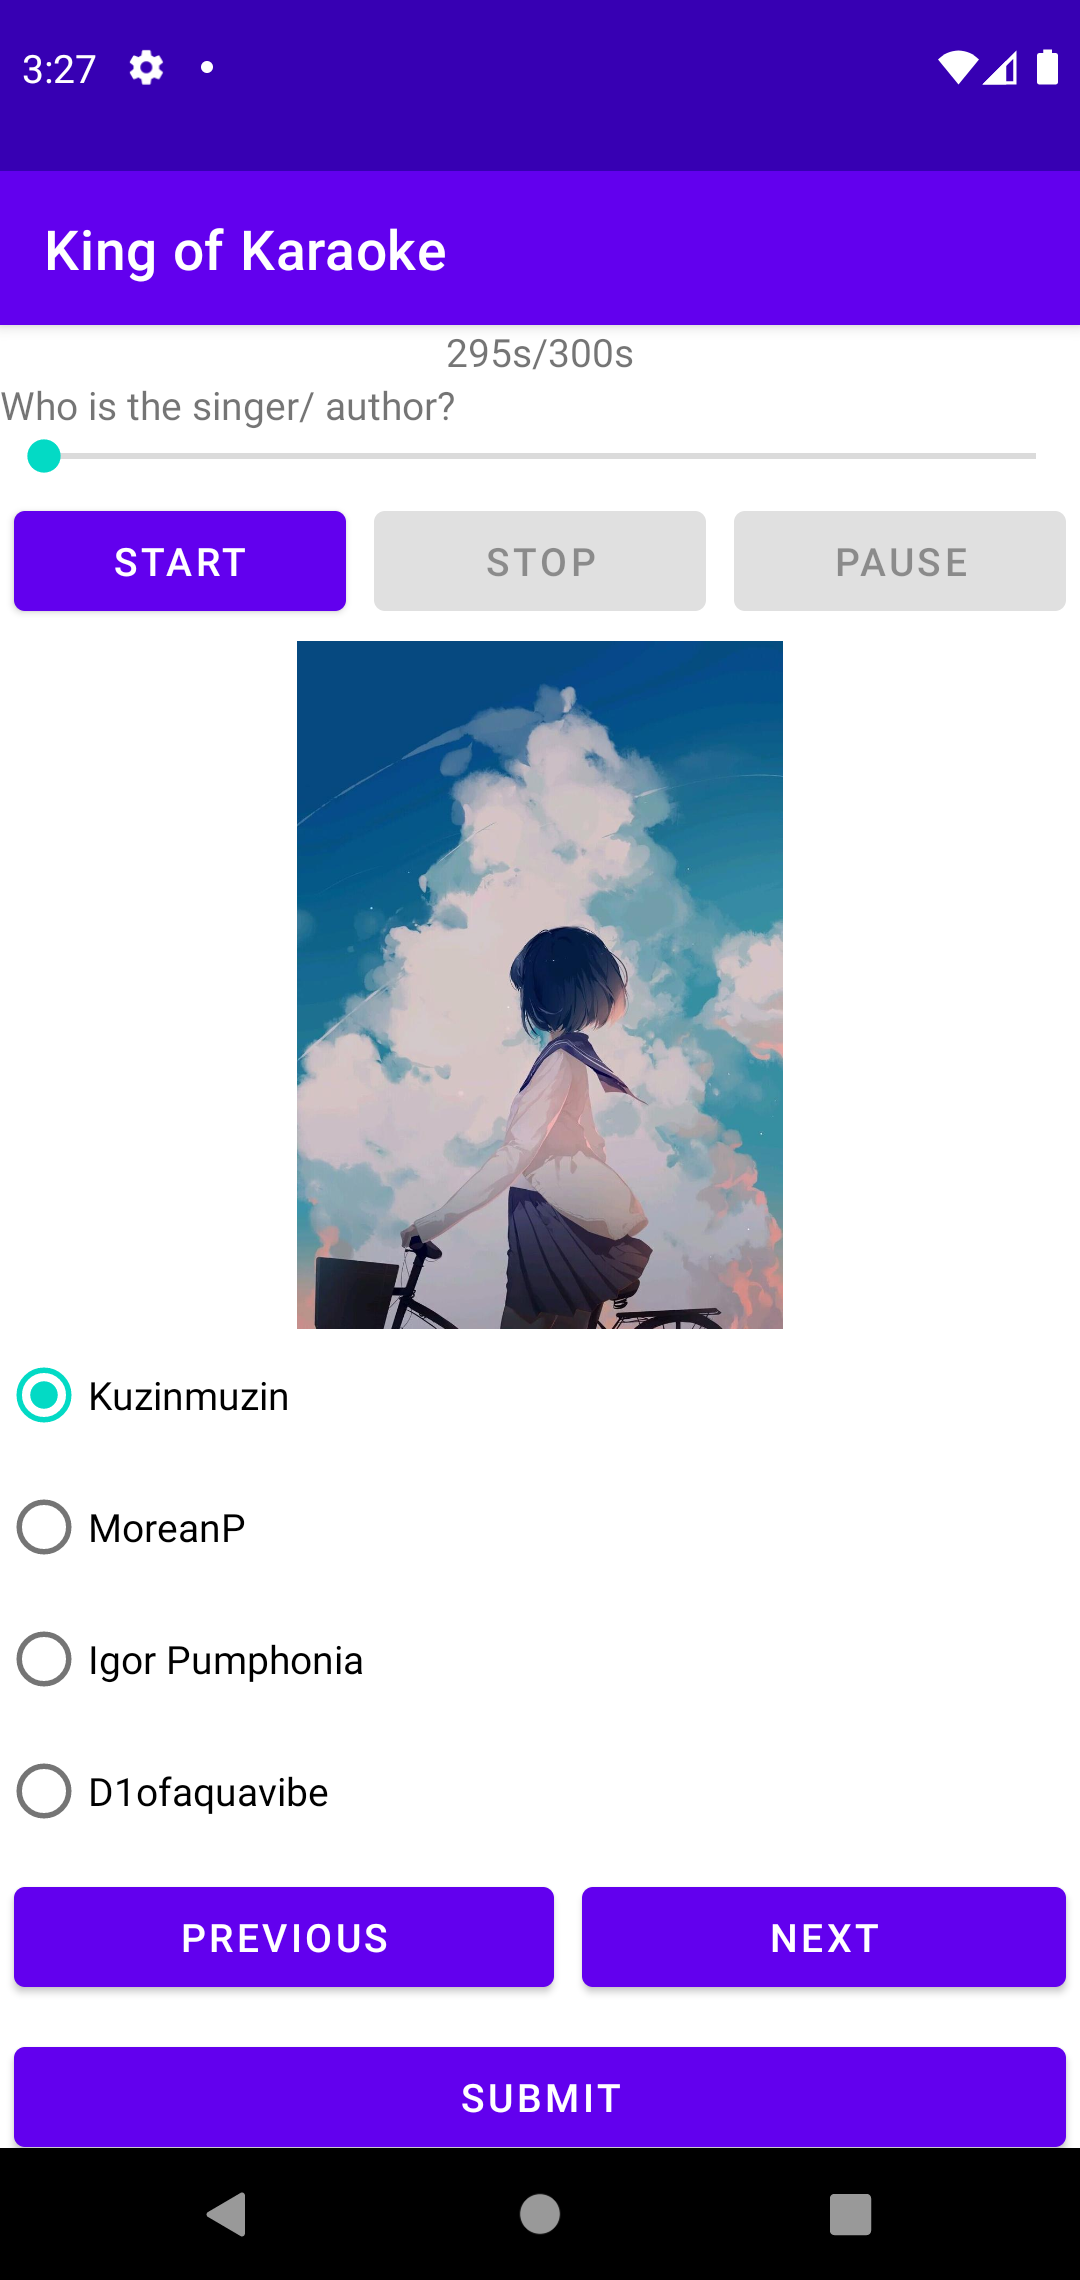 3:27
King of Karaoke
295s/300s
Who is the singer/ author?
START STOP PAUSE
Kuzinmuzin
MoreanP
Igor Pumphonia
D1ofaquavibe
PREVIOUS NEXT
SUBMIT